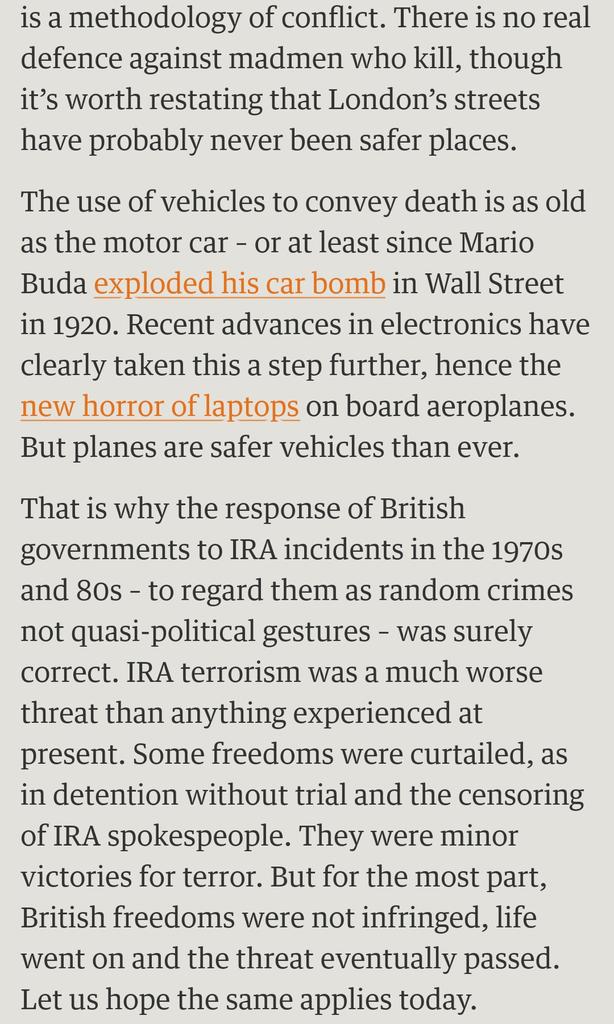 is a methodology of conflict. There is no real
defence against madmen who kill, though
it’s worth restating that London’s streets
have probably never been safer places.
The use of vehicles to convey death is as old
as the motor car – or at least since Mario
Buda exploded his car bomb in Wall Street
in 1920. Recent advances in electronics have
clearly taken this a step further, hence the
new horror of laptops on board aeroplanes.
But planes are safer vehicles than ever.
That is why the response of British
governments to IRA incidents in the 1970s
and 80s – to regard them as random crimes
not quasi-political gestures – was surely
correct. IRA terrorism was a much worse
threat than anything experienced at
present. Some freedoms were curtailed, as
in detention without trial and the censoring
of IRA spokespeople. They were minor
victories for terror. But for the most part,
British freedoms were not infringed, life
went on and the threat eventually passed.
Let us hope the same applies today.